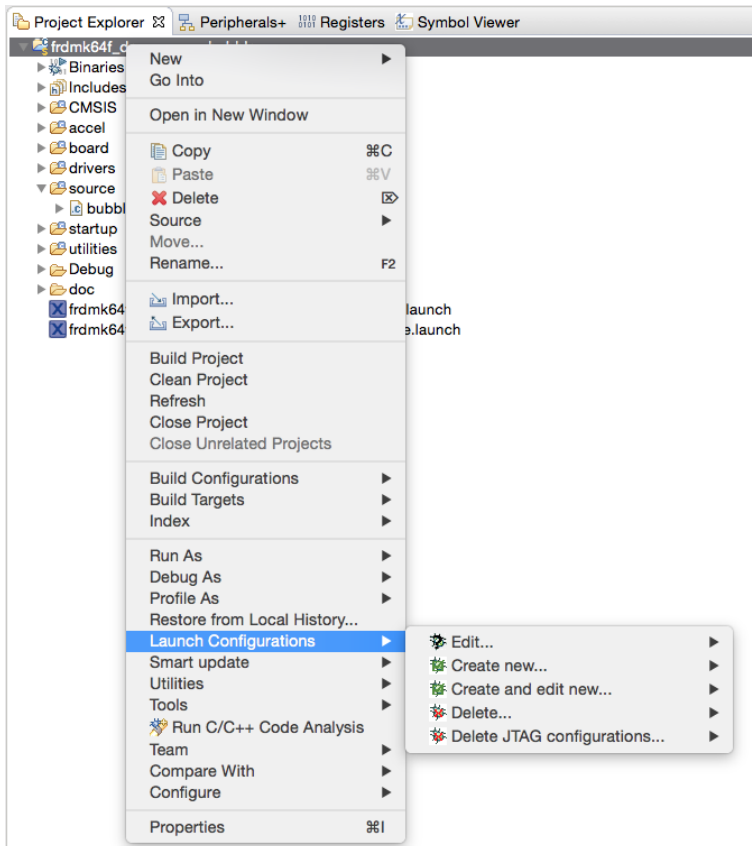 Project Explorer Peripherals+ Registers Symbol Viewer
frdmk64f_d
Binaries
Includes
CMSIS
accel
board
drivers
source
bubbl
startup
utilities
Debug
doc
frdmk64 launch
frdmk64 e.launch
New
Go Into
Open in New Window
Copy ⌘C
Paste ⌘V
Delete ⌦
Source
Move...
Rename... F2
Import...
Export...
Build Project
Clean Project
Refresh
Close Project
Close Unrelated Projects
Build Configurations
Build Targets
Index
Run As
Debug As
Profile As
Restore from Local History...
Launch Configurations
Smart update
Utilities
Tools
Run C/C++ Code Analysis
Team
Compare With
Configure
Properties ⌘I
Edit...
Create new...
Create and edit new...
Delete...
Delete JTAG configurations...